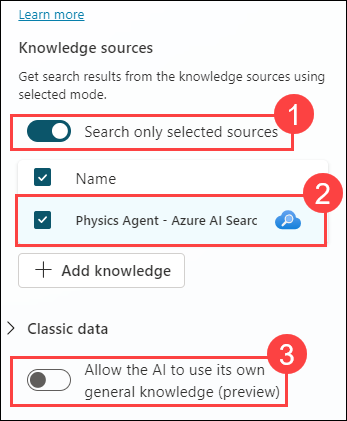 Learn more
Knowledge sources
Get search results from the knowledge sources using
selected mode.
1
Search only selected sources
Name
2
Physics Agent - Azure AI Searc
+ Add knowledge
Classic data
3
Allow the AI to use its own
general knowledge (preview)